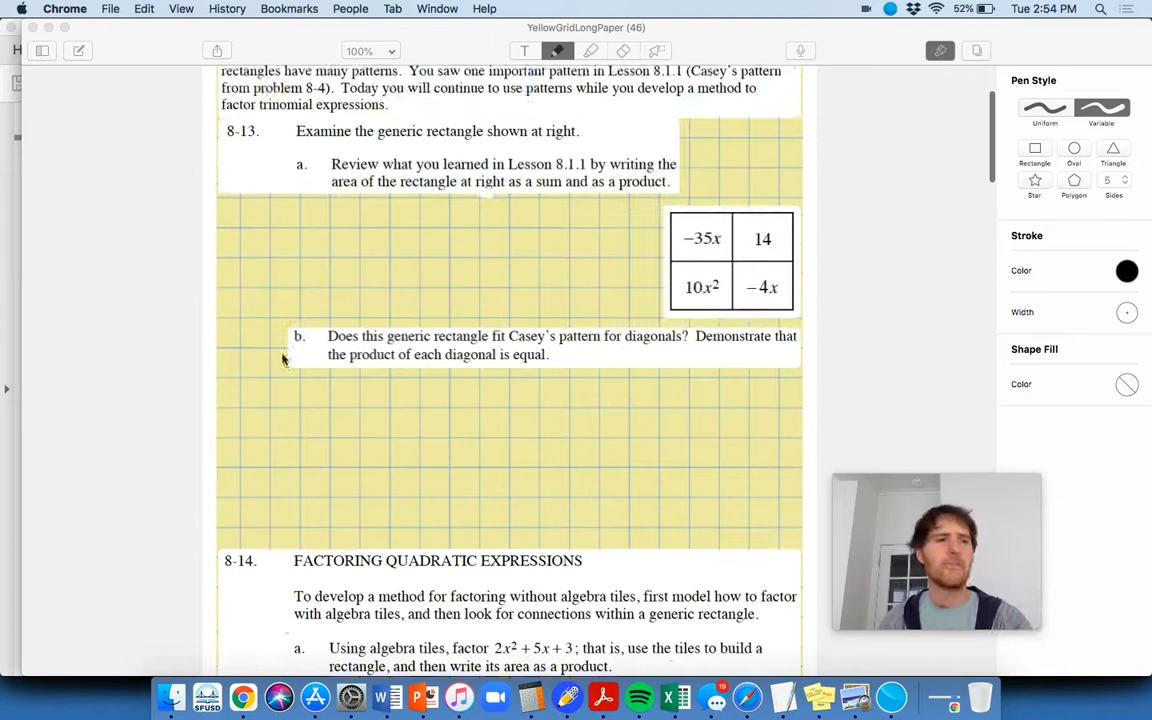 Chrome File Edit View History Bookmarks People Tab Window Help 52% Tue 2:54 PM
YellowGridLongPaper (46)
100%
T
rectangles have many patterns. You saw one important pattern in Lesson 8.1.1 (Casey's pattern
from problem 8-4). Today you will continue to use patterns while you develop a method to
factor trinomial expressions.
8-13. Examine the generic rectangle shown at right.
a. Review what you learned in Lesson 8.1.1 by writing the
area of the rectangle at right as a sum and as a product.
−35x 14
10x² −4x
b. Does this generic rectangle fit Casey's pattern for diagonals? Demonstrate that
the product of each diagonal is equal.
8-14. FACTORING QUADRATIC EXPRESSIONS
To develop a method for factoring without algebra tiles, first model how to factor
with algebra tiles, and then look for connections within a generic rectangle.
a. Using algebra tiles, factor 2x² + 5x + 3; that is, use the tiles to build a
rectangle, and then write its area as a product.
Pen Style
Uniform Variable
Rectangle Oval Triangle
5
Star Polygon Sides
Stroke
Color
Width
Shape Fill
Color
H
SFUSD
W
P
19
X